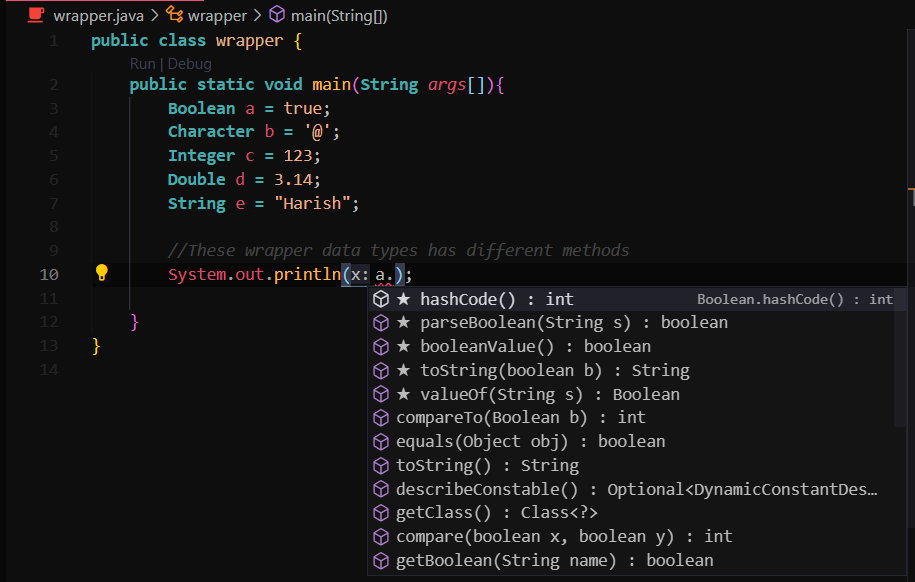 wrapper.java > wrapper > main(String[])
1 public class wrapper {
Run | Debug
2 public static void main(String args[]){
3 Boolean a = true;
4 Character b = '@';
5 Integer c = 123;
6 Double d = 3.14;
7 String e = "Harish";
8
9 //These wrapper data types has different methods
10 System.out.println(x: a.);
11
hashCode() : int Boolean.hashCode() : int
12 }
parseBoolean(String s) : boolean
13 }
booleanValue() : boolean
14
toString(boolean b) : String
valueOf(String s) : Boolean
compareTo(Boolean b) : int
equals(Object obj) : boolean
toString() : String
describeConstable() : Optional<DynamicConstantDes…
getClass() : Class<?>
compare(boolean x, boolean y) : int
getBoolean(String name) : boolean